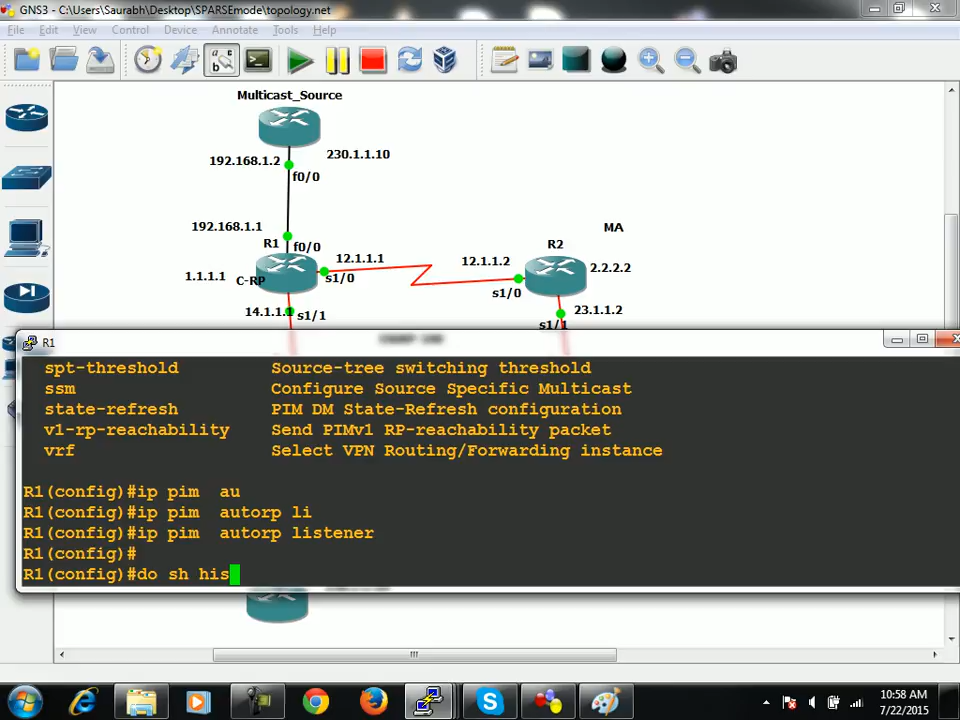 GNS3 - C:\Users\Saurabh\Desktop\SPARSEmode\topology.net
File Edit View Control Device Annotate Tools Help
Multicast_Source
192.168.1.2
230.1.1.10
f0/0
192.168.1.1
R1
f0/0
MA
R2
12.1.1.1
12.1.1.2
2.2.2.2
1.1.1.1
C-RP
s1/0
s1/0
14.1.1.1
s1/1
23.1.1.2
s1/1
R1
spt-threshold Source-tree switching threshold
ssm Configure Source Specific Multicast
state-refresh PIM DM State-Refresh configuration
v1-rp-reachability Send PIMv1 RP-reachability packet
vrf Select VPN Routing/Forwarding instance
R1(config)#ip pim  au
R1(config)#ip pim  autorp li
R1(config)#ip pim  autorp listener
R1(config)#
R1(config)#do sh his
10:58 AM
7/22/2015